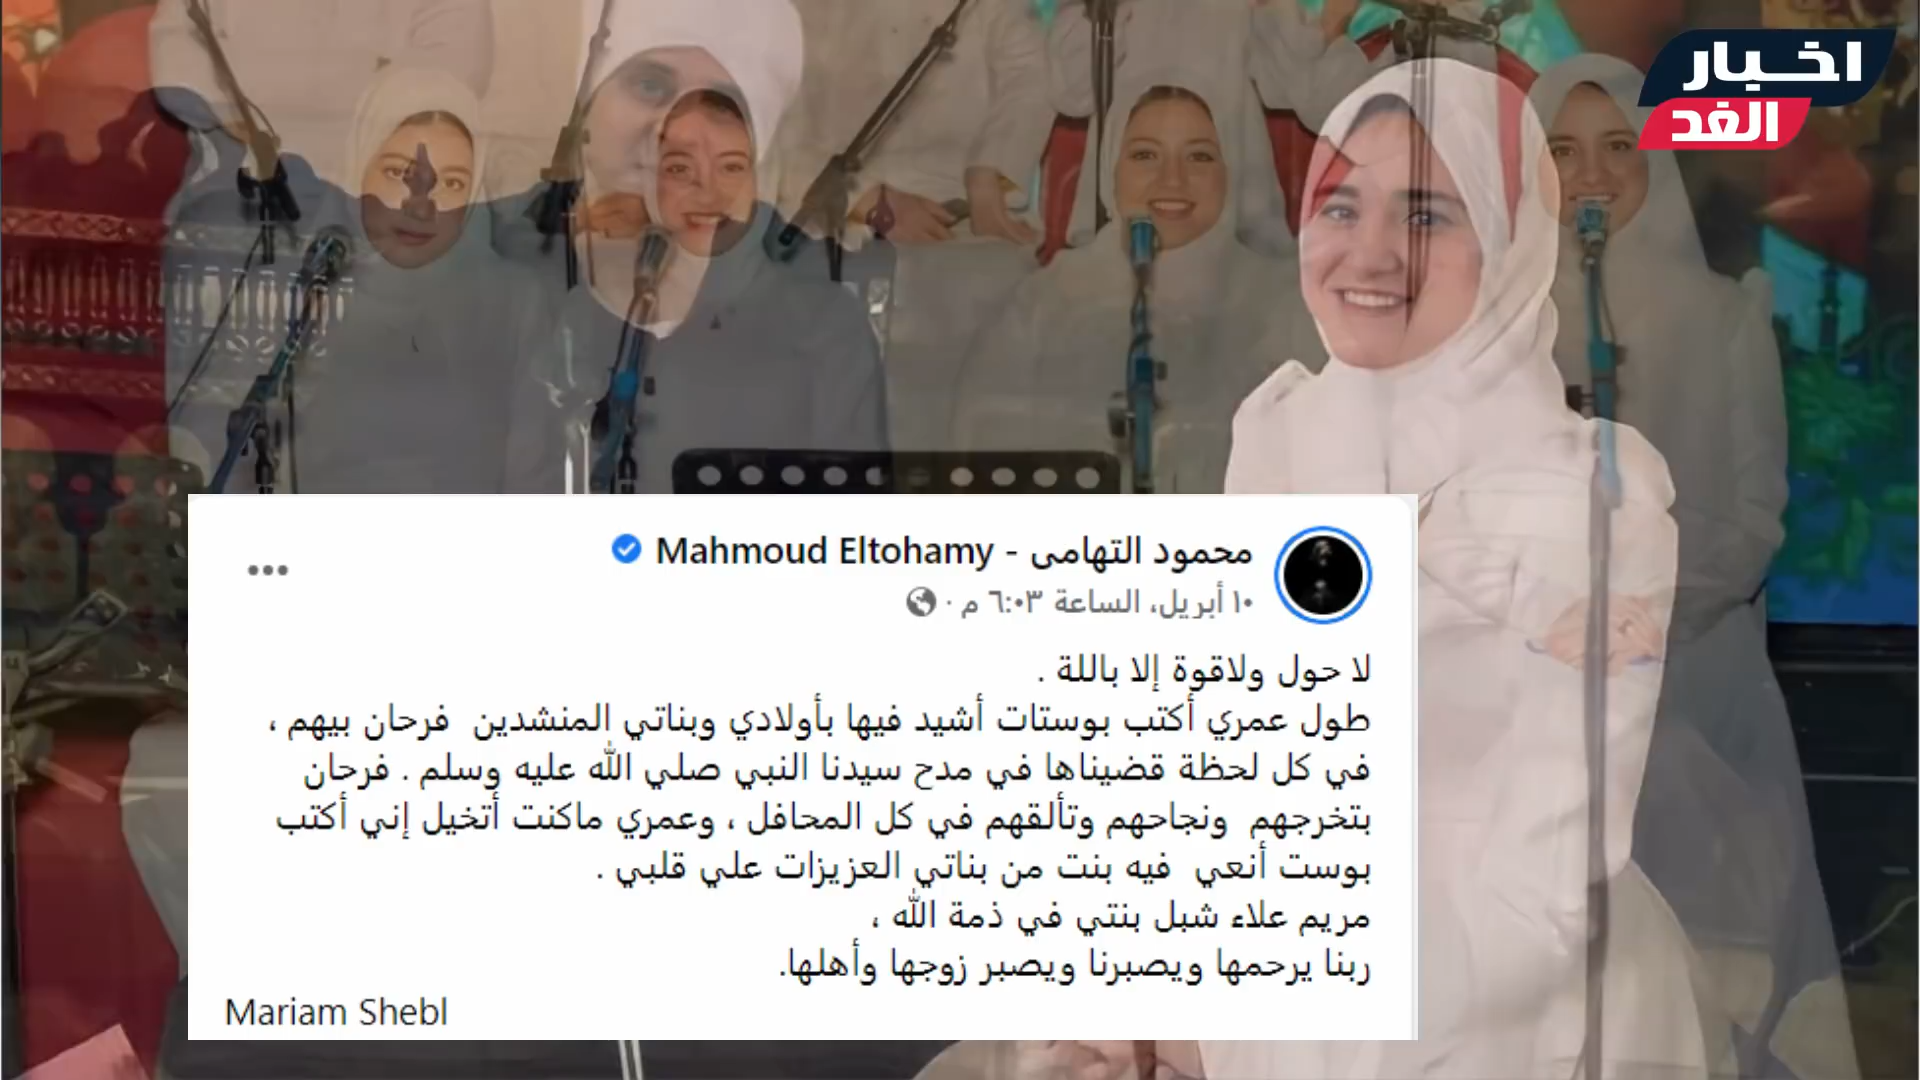 اخبار
الغد
محمود التهامى - Mahmoud Eltohamy
١٠ أبريل، الساعة ٦:٠٣ م ·
لا حول ولاقوة إلا باللة .
طول عمري أكتب بوستات أشيد فيها بأولادي وبناتي المنشدين فرحان بيهم ،
في كل لحظة قضيناها في مدح سيدنا النبي صلي الله عليه وسلم . فرحان
بتخرجهم ونجاحهم وتألقهم في كل المحافل ، وعمري ماكنت أتخيل إني أكتب
بوست أنعي فيه بنت من بناتي العزيزات علي قلبي .
مريم علاء شبل بنتي في ذمة الله ،
ربنا يرحمها ويصبرنا ويصبر زوجها وأهلها.
Mariam Shebl